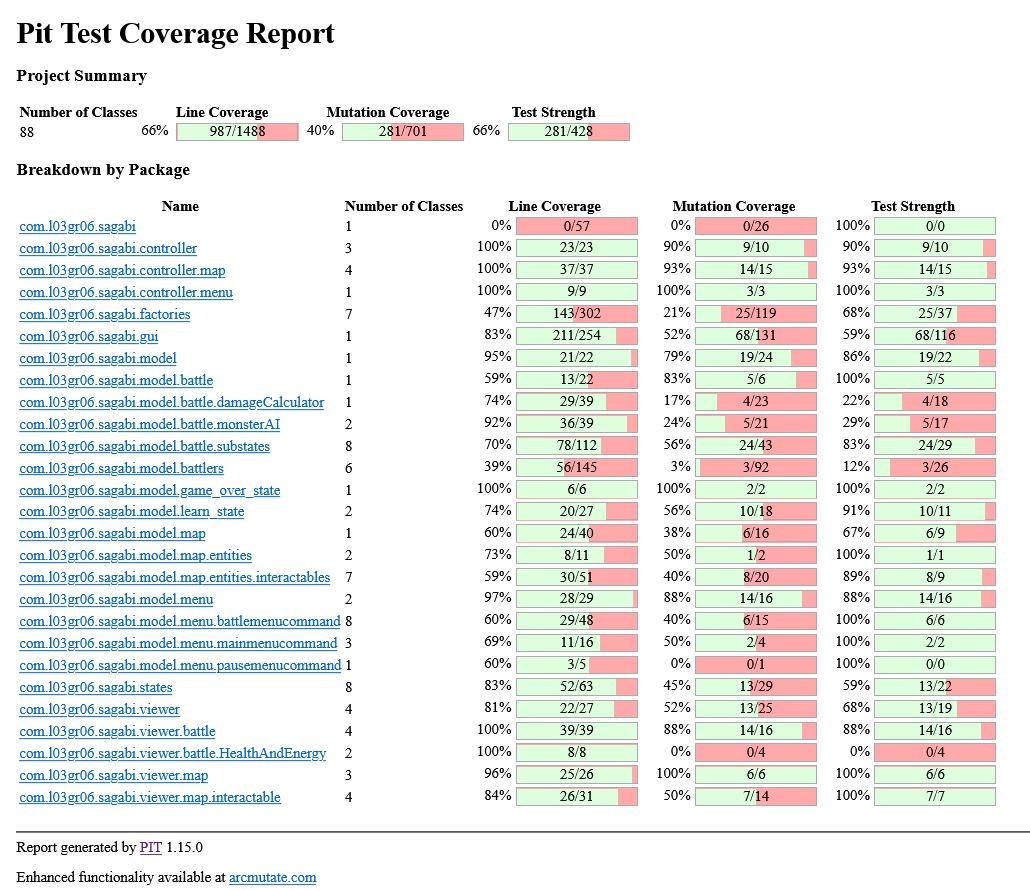 Pit Test Coverage Report
Project Summary
Number of Classes Line Coverage Mutation Coverage Test Strength
88 66% 987/1488 40% 281/701 66% 281/428
Breakdown by Package
Name Number of Classes Line Coverage Mutation Coverage Test Strength
com.l03gr06.sagabi 1 0% 0/57 0% 0/26 100% 0/0
com.l03gr06.sagabi.controller 3 100% 23/23 90% 9/10 90% 9/10
com.l03gr06.sagabi.controller.map 4 100% 37/37 93% 14/15 93% 14/15
com.l03gr06.sagabi.controller.menu 1 100% 9/9 100% 3/3 100% 3/3
com.l03gr06.sagabi.factories 7 47% 143/302 21% 25/119 68% 25/37
com.l03gr06.sagabi.gui 1 83% 211/254 52% 68/131 59% 68/116
com.l03gr06.sagabi.model 1 95% 21/22 79% 19/24 86% 19/22
com.l03gr06.sagabi.model.battle 1 59% 13/22 83% 5/6 100% 5/5
com.l03gr06.sagabi.model.battle.damageCalculator 1 74% 29/39 17% 4/23 22% 4/18
com.l03gr06.sagabi.model.battle.monsterAI 2 92% 36/39 24% 5/21 29% 5/17
com.l03gr06.sagabi.model.battle.substates 8 70% 78/112 56% 24/43 83% 24/29
com.l03gr06.sagabi.model.battlers 6 39% 56/145 3% 3/92 12% 3/26
com.l03gr06.sagabi.model.game_over_state 1 100% 6/6 100% 2/2 100% 2/2
com.l03gr06.sagabi.model.learn_state 2 74% 20/27 56% 10/18 91% 10/11
com.l03gr06.sagabi.model.map 1 60% 24/40 38% 6/16 67% 6/9
com.l03gr06.sagabi.model.map.entities 2 73% 8/11 50% 1/2 100% 1/1
com.l03gr06.sagabi.model.map.entities.interactables 7 59% 30/51 40% 8/20 89% 8/9
com.l03gr06.sagabi.model.menu 2 97% 28/29 88% 14/16 88% 14/16
com.l03gr06.sagabi.model.menu.battlemenucommand 8 60% 29/48 40% 6/15 100% 6/6
com.l03gr06.sagabi.model.menu.mainmenucommand 3 69% 11/16 50% 2/4 100% 2/2
com.l03gr06.sagabi.model.menu.pausemenucommand 1 60% 3/5 0% 0/1 100% 0/0
com.l03gr06.sagabi.states 8 83% 52/63 45% 13/29 59% 13/22
com.l03gr06.sagabi.viewer 4 81% 22/27 52% 13/25 68% 13/19
com.l03gr06.sagabi.viewer.battle 4 100% 39/39 88% 14/16 88% 14/16
com.l03gr06.sagabi.viewer.battle.HealthAndEnergy 2 100% 8/8 0% 0/4 0% 0/4
com.l03gr06.sagabi.viewer.map 3 96% 25/26 100% 6/6 100% 6/6
com.l03gr06.sagabi.viewer.map.interactable 4 84% 26/31 50% 7/14 100% 7/7
Report generated by PIT 1.15.0
Enhanced functionality available at arcmutate.com